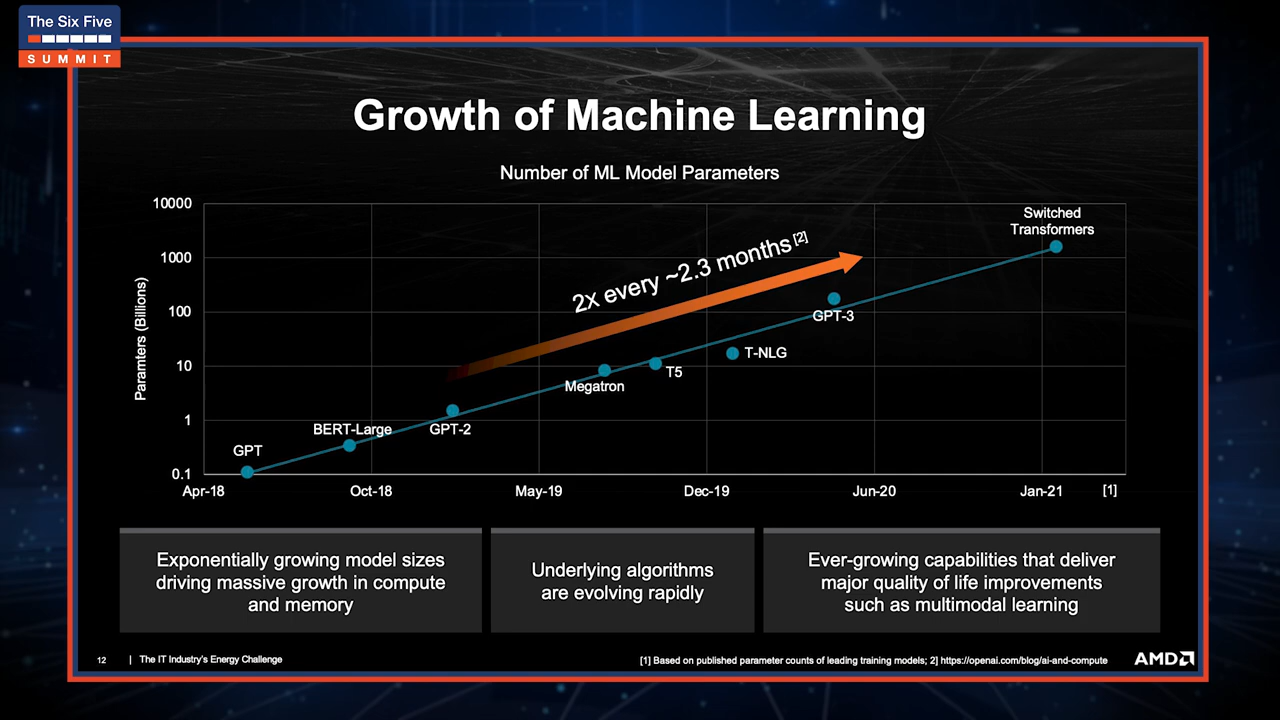 The Six Five
SUMMIT
Growth of Machine Learning
Number of ML Model Parameters
Paramters (Billions)
10000
1000
100
10
1
0.1
Apr-18
Oct-18
May-19
Dec-19
Jun-20
Jan-21
[1]
GPT
BERT-Large
GPT-2
Megatron
T5
T-NLG
GPT-3
Switched
Transformers
2x every ~2.3 months [2]
Exponentially growing model sizes
driving massive growth in compute
and memory
Underlying algorithms
are evolving rapidly
Ever-growing capabilities that deliver
major quality of life improvements
such as multimodal learning
12 | The IT Industry's Energy Challenge
[1] Based on published parameter counts of leading training models; 2] https://openai.com/blog/ai-and-compute
AMD